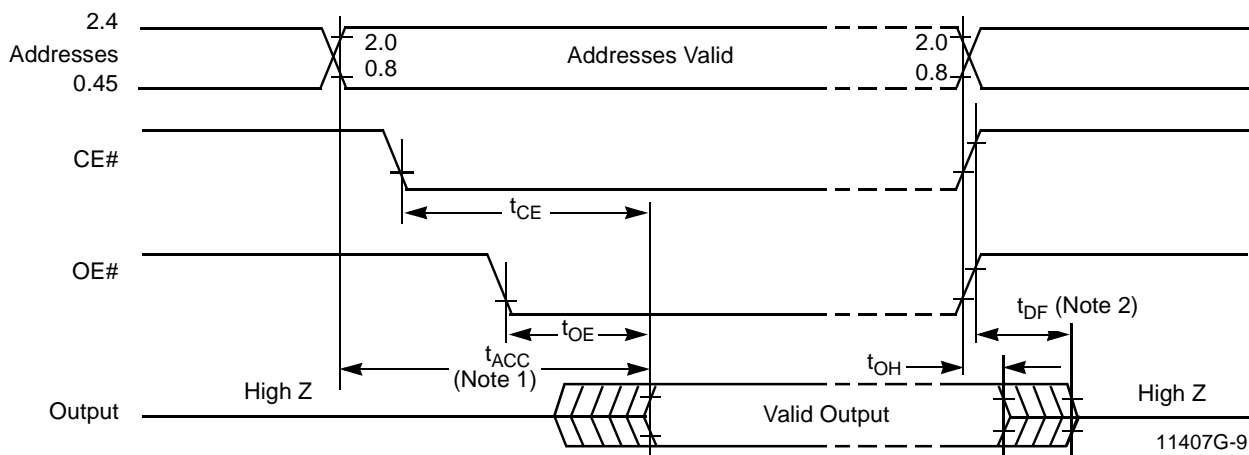 2.4
Addresses
0.45
2.0
0.8
Addresses Valid
2.0
0.8
CE#
tCE
OE#
tOE
tDF (Note 2)
tACC
(Note 1)
tOH
High Z
Output
Valid Output
High Z
11407G-9